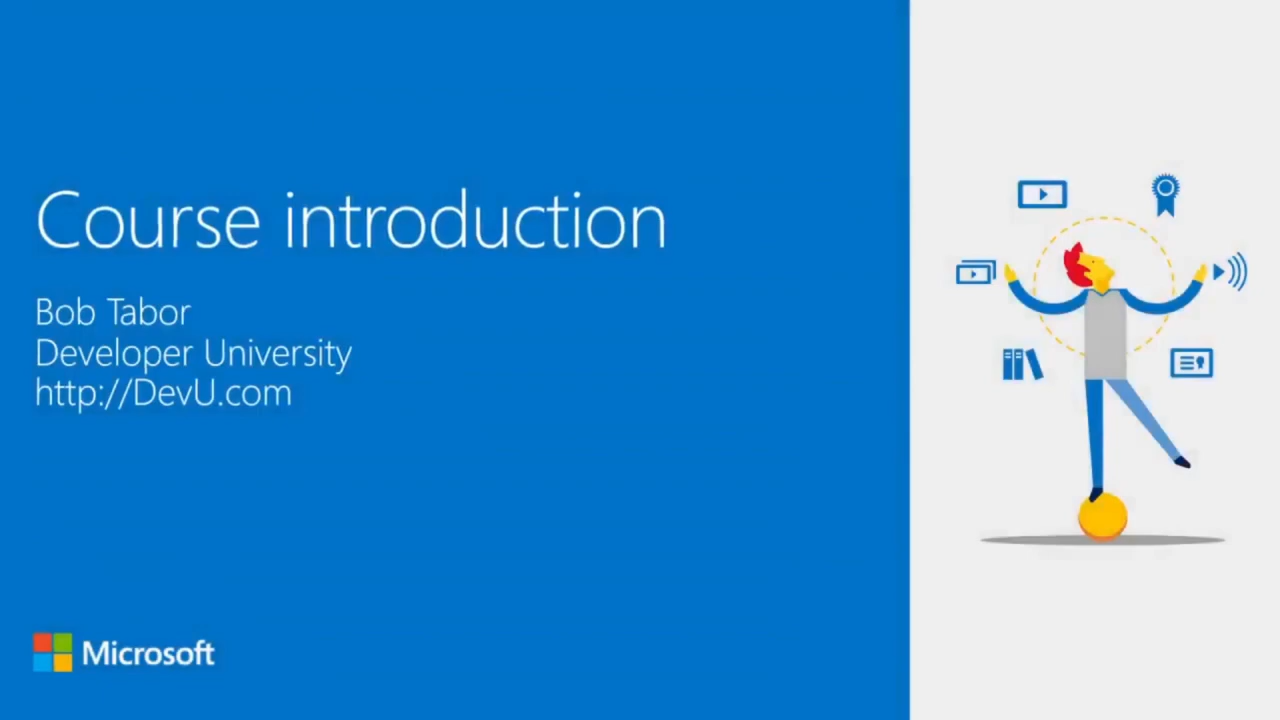 Course introduction
Bob Tabor
Developer University
http://DevU.com
Microsoft